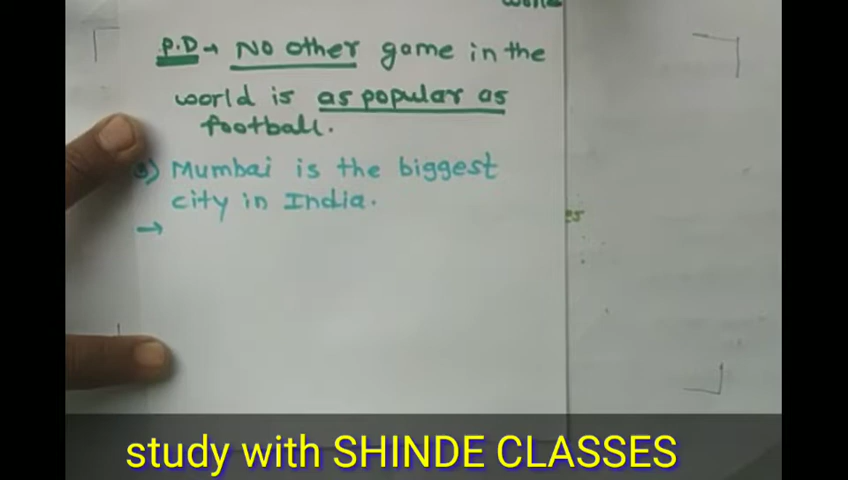 P.D → No other game in the
world is as popular as
football.
Mumbai is the biggest
city in India.
→
study with SHINDE CLASSES